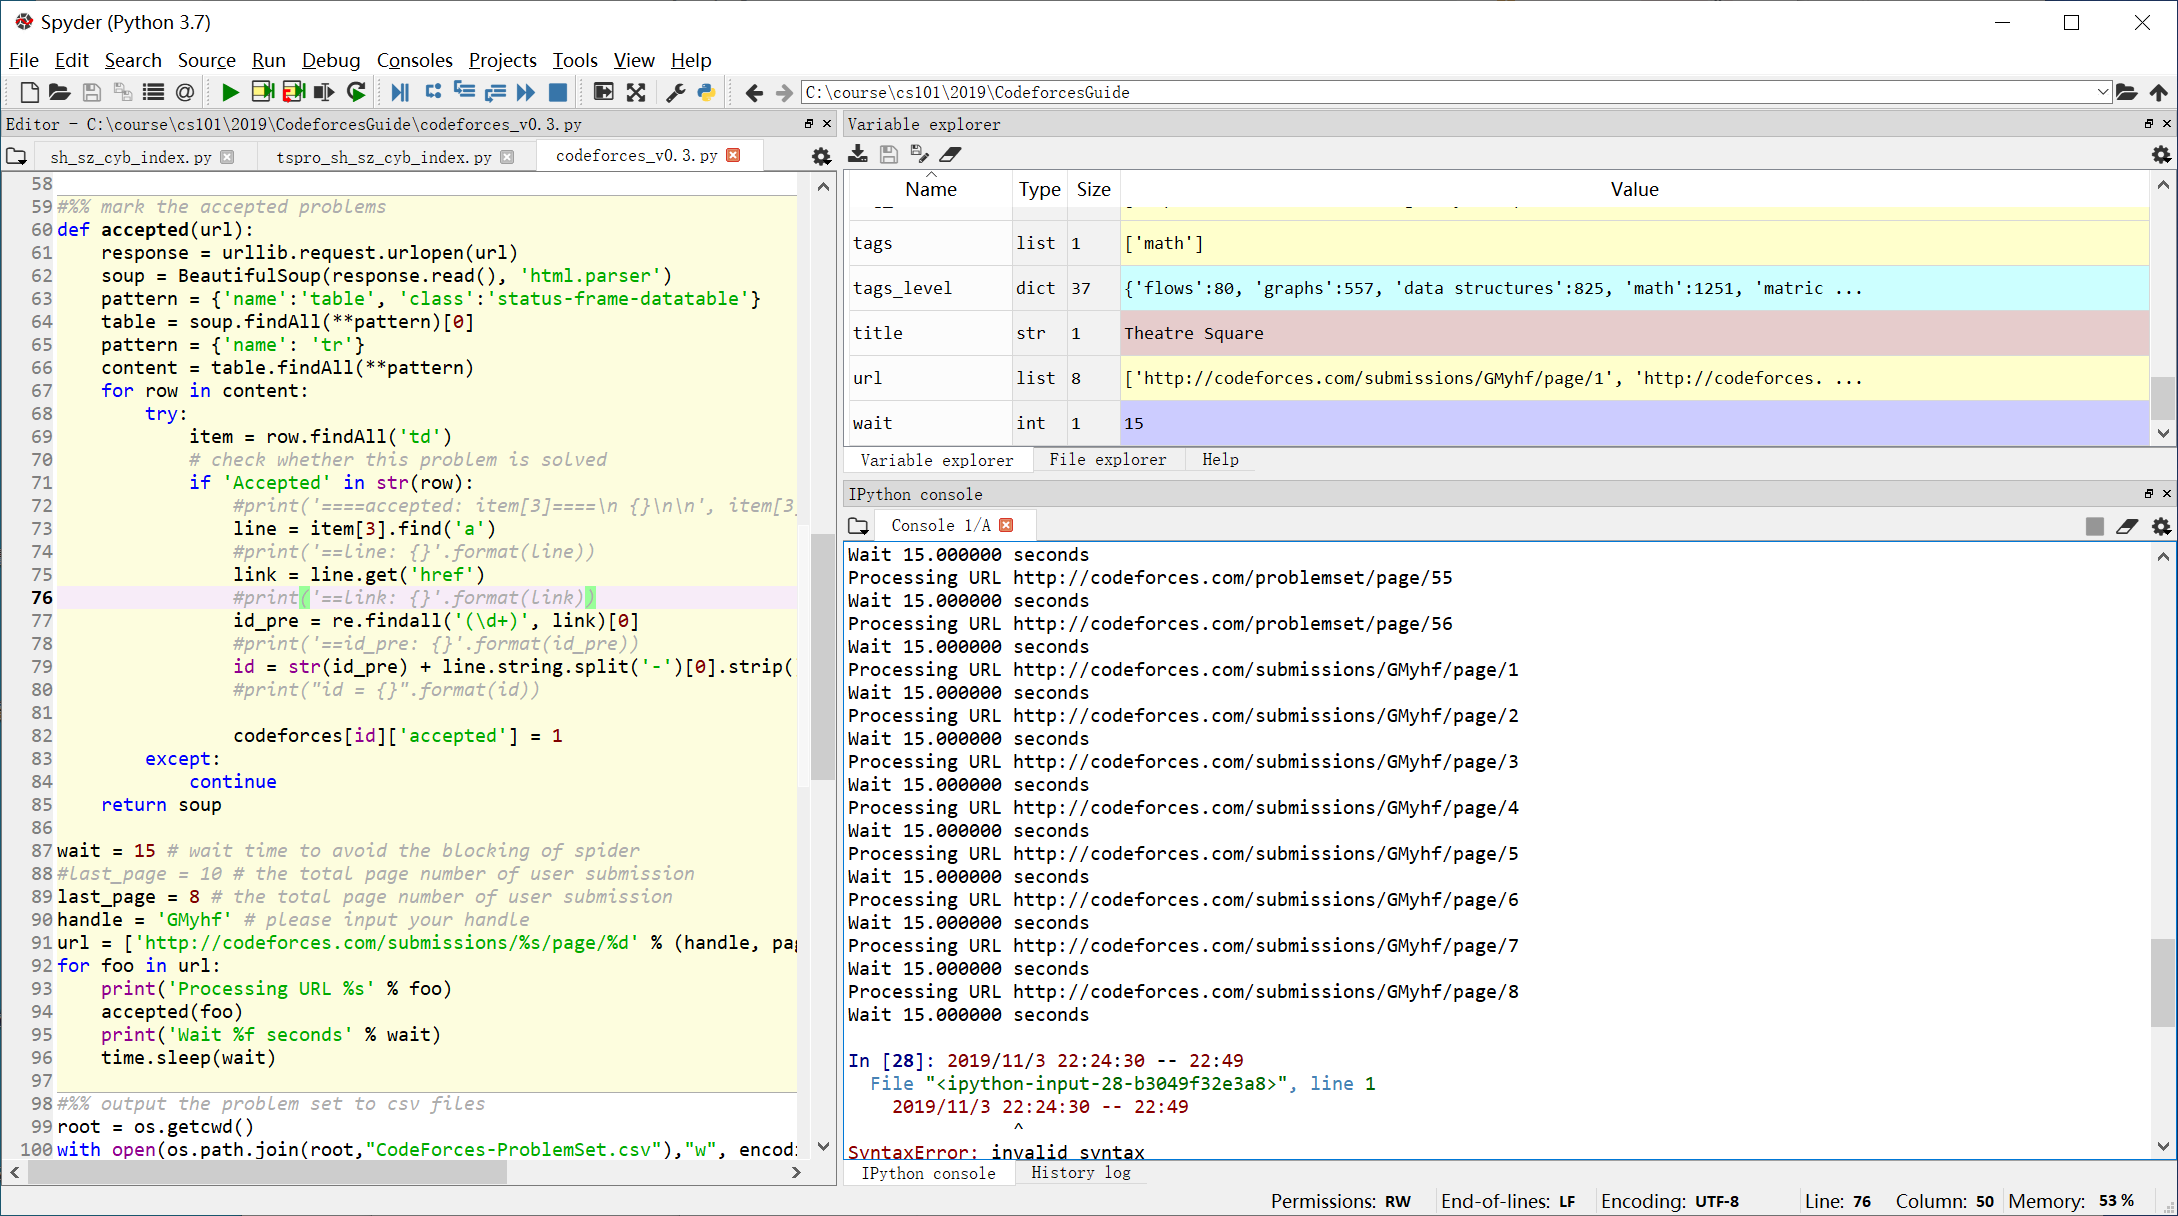 Spyder (Python 3.7)
File Edit Search Source Run Debug Consoles Projects Tools View Help
C:\course\cs101\2019\CodeforcesGuide
Editor - C:\course\cs101\2019\CodeforcesGuide\codeforces_v0.3.py
sh_sz_cyb_index.py tspro_sh_sz_cyb_index.py codeforces_v0.3.py
58
59 #%% mark the accepted problems
60 def accepted(url):
61     response = urllib.request.urlopen(url)
62     soup = BeautifulSoup(response.read(), 'html.parser')
63     pattern = {'name':'table', 'class':'status-frame-datatable'}
64     table = soup.findAll(**pattern)[0]
65     pattern = {'name': 'tr'}
66     content = table.findAll(**pattern)
67     for row in content:
68         try:
69             item = row.findAll('td')
70             # check whether this problem is solved
71             if 'Accepted' in str(row):
72                 #print('====accepted: item[3]====\n {}\n\n', item[3]
73                 line = item[3].find('a')
74                 #print('==line: {}'.format(line))
75                 link = line.get('href')
76                 #print('==link: {}'.format(link))
77                 id_pre = re.findall('(\d+)', link)[0]
78                 #print('==id_pre: {}'.format(id_pre))
79                 id = str(id_pre) + line.string.split('-')[0].strip(
80                 #print("id = {}".format(id))
81
82                 codeforces[id]['accepted'] = 1
83         except:
84             continue
85     return soup
86
87 wait = 15 # wait time to avoid the blocking of spider
88 #last_page = 10 # the total page number of user submission
89 last_page = 8 # the total page number of user submission
90 handle = 'GMyhf' # please input your handle
91 url = ['http://codeforces.com/submissions/%s/page/%d' % (handle, pag
92 for foo in url:
93     print('Processing URL %s' % foo)
94     accepted(foo)
95     print('Wait %f seconds' % wait)
96     time.sleep(wait)
97
98 #%% output the problem set to csv files
99 root = os.getcwd()
100 with open(os.path.join(root,"CodeForces-ProblemSet.csv"),"w", encodi
Variable explorer
Name Type Size Value
tags list 1 ['math']
tags_level dict 37 {'flows':80, 'graphs':557, 'data structures':825, 'math':1251, 'matric ...
title str 1 Theatre Square
url list 8 ['http://codeforces.com/submissions/GMyhf/page/1', 'http://codeforces. ...
wait int 1 15
Variable explorer File explorer Help
IPython console
Console 1/A
Wait 15.000000 seconds
Processing URL http://codeforces.com/problemset/page/55
Wait 15.000000 seconds
Processing URL http://codeforces.com/problemset/page/56
Wait 15.000000 seconds
Processing URL http://codeforces.com/submissions/GMyhf/page/1
Wait 15.000000 seconds
Processing URL http://codeforces.com/submissions/GMyhf/page/2
Wait 15.000000 seconds
Processing URL http://codeforces.com/submissions/GMyhf/page/3
Wait 15.000000 seconds
Processing URL http://codeforces.com/submissions/GMyhf/page/4
Wait 15.000000 seconds
Processing URL http://codeforces.com/submissions/GMyhf/page/5
Wait 15.000000 seconds
Processing URL http://codeforces.com/submissions/GMyhf/page/6
Wait 15.000000 seconds
Processing URL http://codeforces.com/submissions/GMyhf/page/7
Wait 15.000000 seconds
Processing URL http://codeforces.com/submissions/GMyhf/page/8
Wait 15.000000 seconds
In [28]: 2019/11/3 22:24:30 -- 22:49
  File "<ipython-input-28-b3049f32e3a8>", line 1
    2019/11/3 22:24:30 -- 22:49
               ^
SyntaxError: invalid syntax
IPython console History log
Permissions: RW End-of-lines: LF Encoding: UTF-8 Line: 76 Column: 50 Memory: 53 %